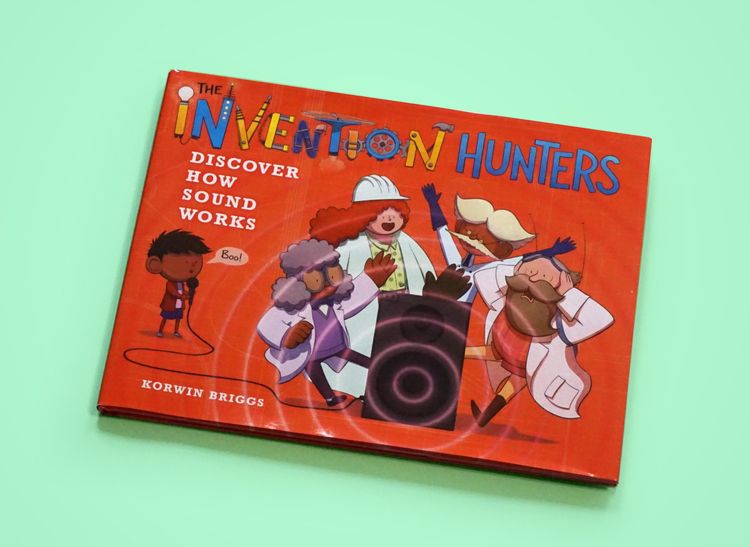 THE
INVENTION HUNTERS
DISCOVER
HOW
SOUND
WORKS
Boo!
KORWIN BRIGGS